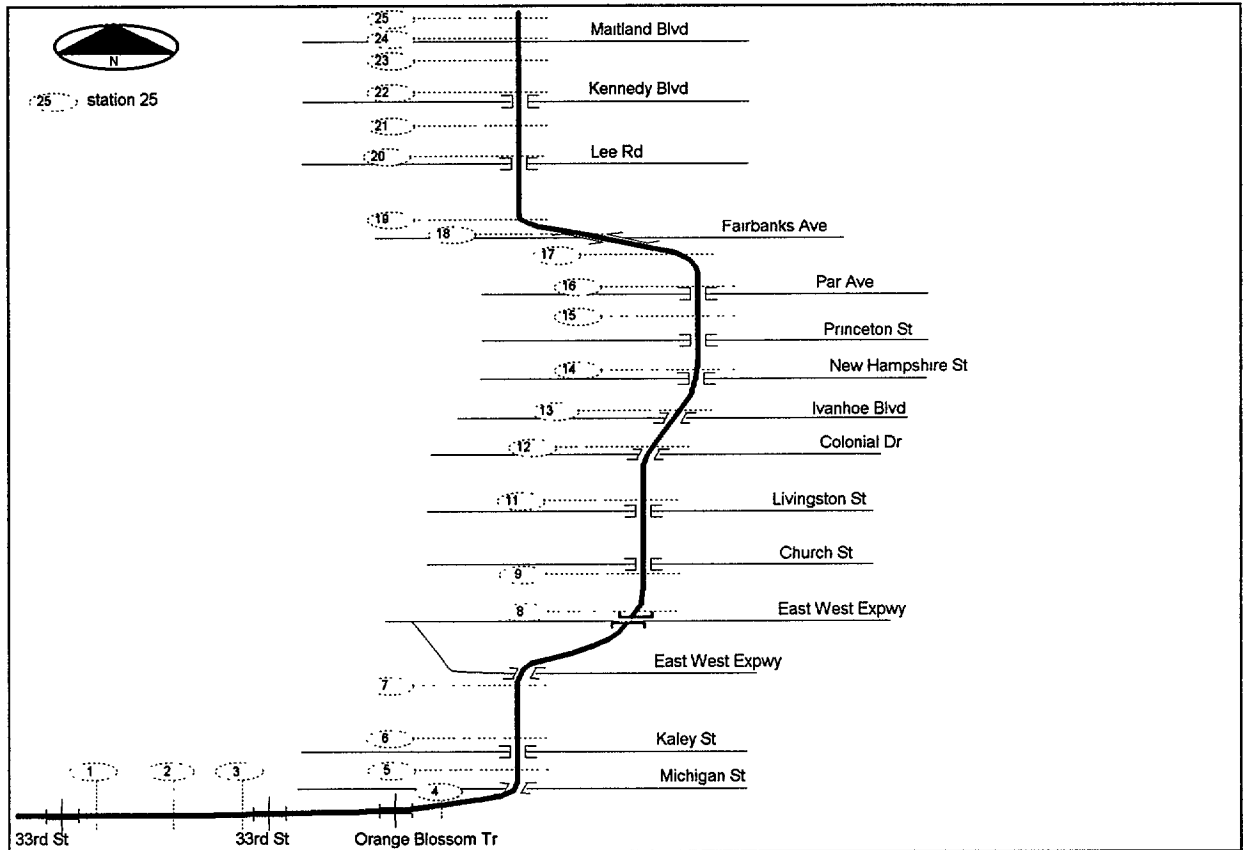 25
Maitland Blvd
24
N
23
25 station 25
22
Kennedy Blvd
21
20
Lee Rd
19
18
Fairbanks Ave
17
16
Par Ave
15
Princeton St
14
New Hampshire St
13
Ivanhoe Blvd
12
Colonial Dr
11
Livingston St
Church St
9
8
East West Expwy
East West Expwy
7
6
Kaley St
1 2 3 5
Michigan St
4
33rd St 33rd St Orange Blossom Tr